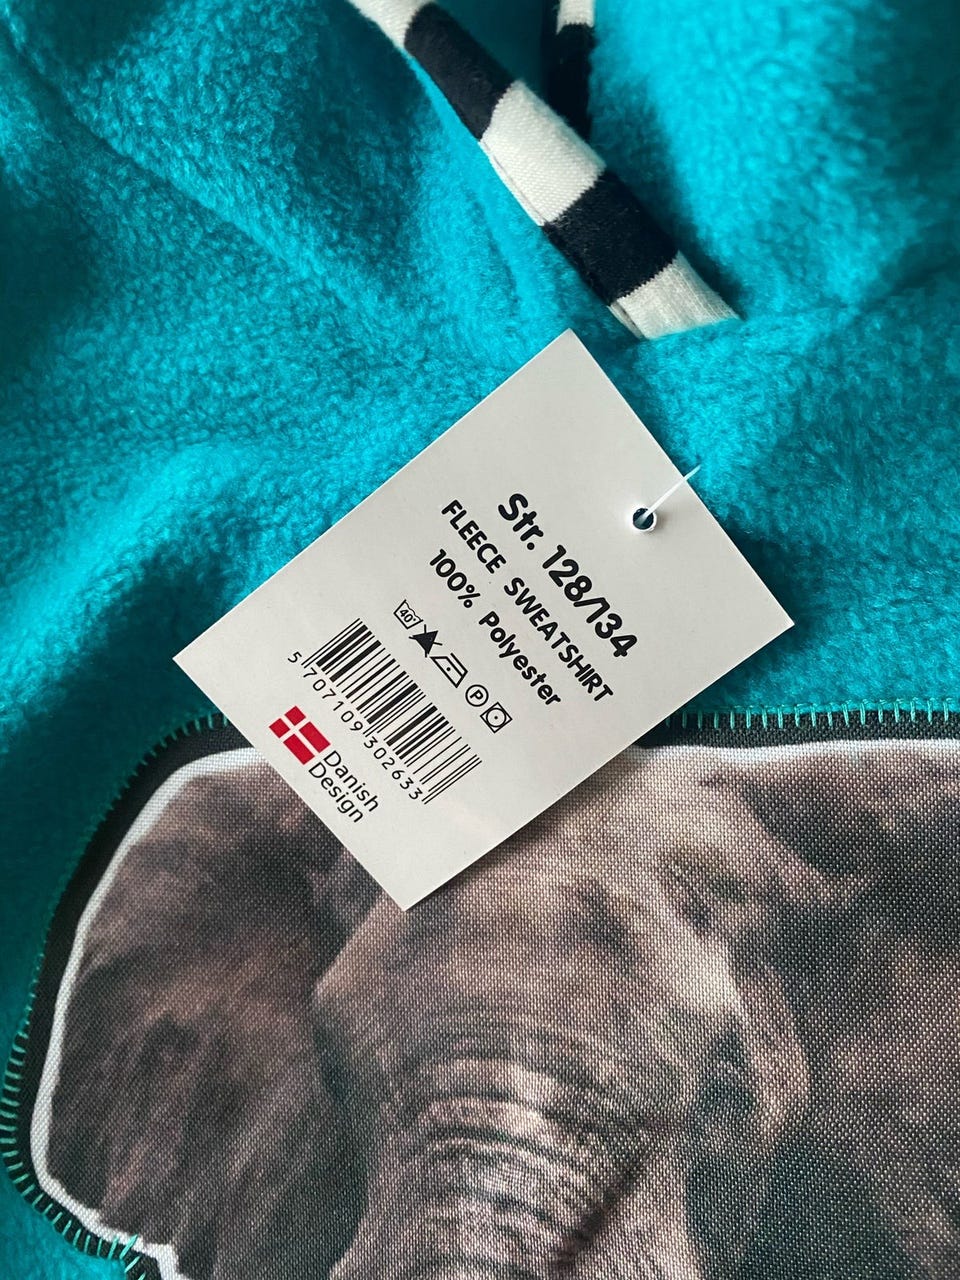 Str. 128/134
FLEECE SWEATSHIRT
100% Polyester
40°
P
5 707109 302633
Danish
Design